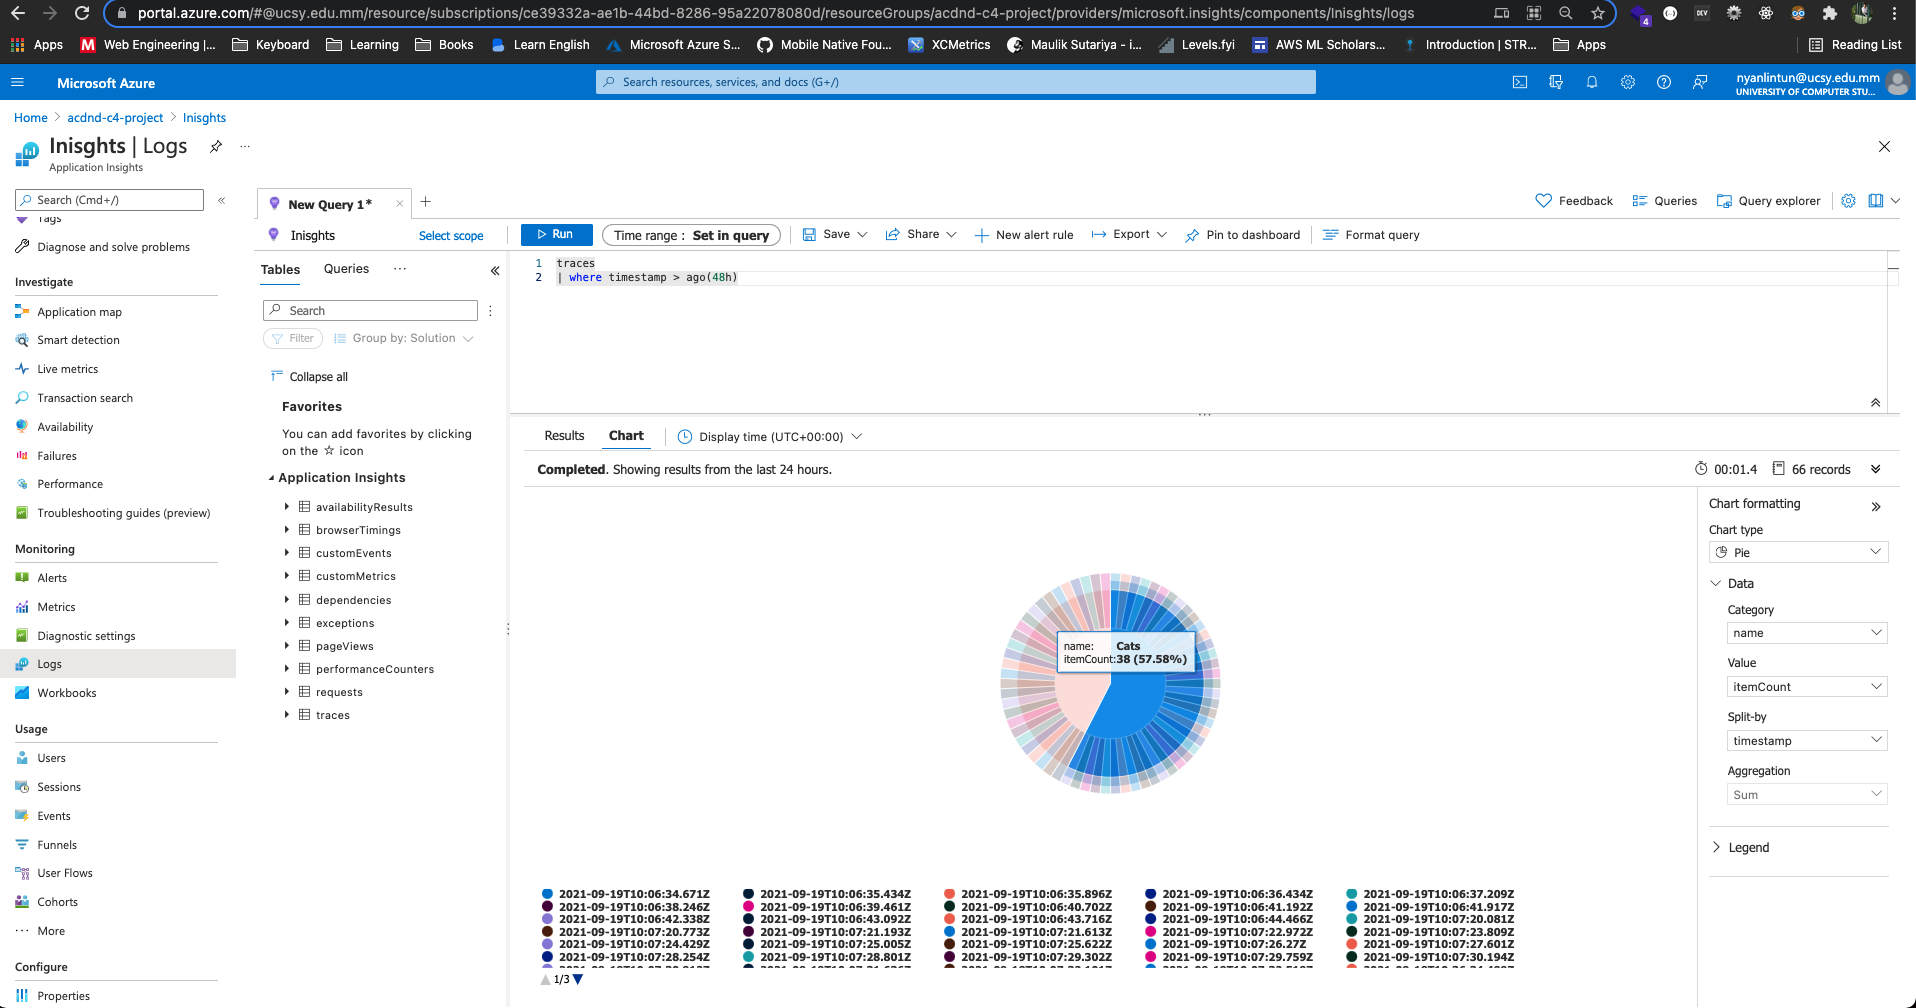 portal.azure.com/#@ucsy.edu.mm/resource/subscriptions/ce39332a-ae1b-44bd-8286-95a22078080d/resourceGroups/acdnd-c4-project/providers/microsoft.insights/components/Inisghts/logs
4
DEV
Apps
Web Engineering |...
Keyboard
Learning
Books
Learn English
Microsoft Azure S...
Mobile Native Fou...
XCMetrics
Maulik Sutariya - i...
Levels.fyi
AWS ML Scholars...
Introduction | STR...
Apps
Reading List
Microsoft Azure
Search resources, services, and docs (G+/)
nyanlintun@ucsy.edu.mm
UNIVERSITY OF COMPUTER STU...
Home > acdnd-c4-project > Inisghts
Inisghts | Logs
...
Application Insights
Search (Cmd+/)
«
Tags
Diagnose and solve problems
Investigate
Application map
Smart detection
Live metrics
Transaction search
Availability
Failures
Performance
Troubleshooting guides (preview)
Monitoring
Alerts
Metrics
Diagnostic settings
Logs
Workbooks
Usage
Users
Sessions
Events
Funnels
User Flows
Cohorts
More
Configure
Properties
New Query 1*
Feedback
Queries
Query explorer
Inisghts
Select scope
Run
Time range : Set in query
Save
Share
New alert rule
Export
Pin to dashboard
Format query
Tables
Queries
...
Search
Filter
Group by: Solution
Collapse all
Favorites
You can add favorites by clicking
on the ☆ icon
Application Insights
availabilityResults
browserTimings
customEvents
customMetrics
dependencies
exceptions
pageViews
performanceCounters
requests
traces
1 traces
2 | where timestamp > ago(48h)
Results
Chart
Display time (UTC+00:00)
Completed. Showing results from the last 24 hours.
00:01.4
66 records
name: Cats
itemCount:38 (57.58%)
Chart formatting
Chart type
Pie
Data
Category
name
Value
itemCount
Split-by
timestamp
Aggregation
Sum
Legend
2021-09-19T10:06:34.671Z 2021-09-19T10:06:35.434Z 2021-09-19T10:06:35.896Z 2021-09-19T10:06:36.434Z 2021-09-19T10:06:37.209Z
2021-09-19T10:06:38.246Z 2021-09-19T10:06:39.461Z 2021-09-19T10:06:40.702Z 2021-09-19T10:06:41.192Z 2021-09-19T10:06:41.917Z
2021-09-19T10:06:42.338Z 2021-09-19T10:06:43.092Z 2021-09-19T10:06:43.716Z 2021-09-19T10:06:44.466Z 2021-09-19T10:07:20.081Z
2021-09-19T10:07:20.773Z 2021-09-19T10:07:21.193Z 2021-09-19T10:07:21.613Z 2021-09-19T10:07:22.972Z 2021-09-19T10:07:23.809Z
2021-09-19T10:07:24.429Z 2021-09-19T10:07:25.005Z 2021-09-19T10:07:25.622Z 2021-09-19T10:07:26.27Z 2021-09-19T10:07:27.601Z
2021-09-19T10:07:28.254Z 2021-09-19T10:07:28.801Z 2021-09-19T10:07:29.302Z 2021-09-19T10:07:29.759Z 2021-09-19T10:07:30.194Z
1/3